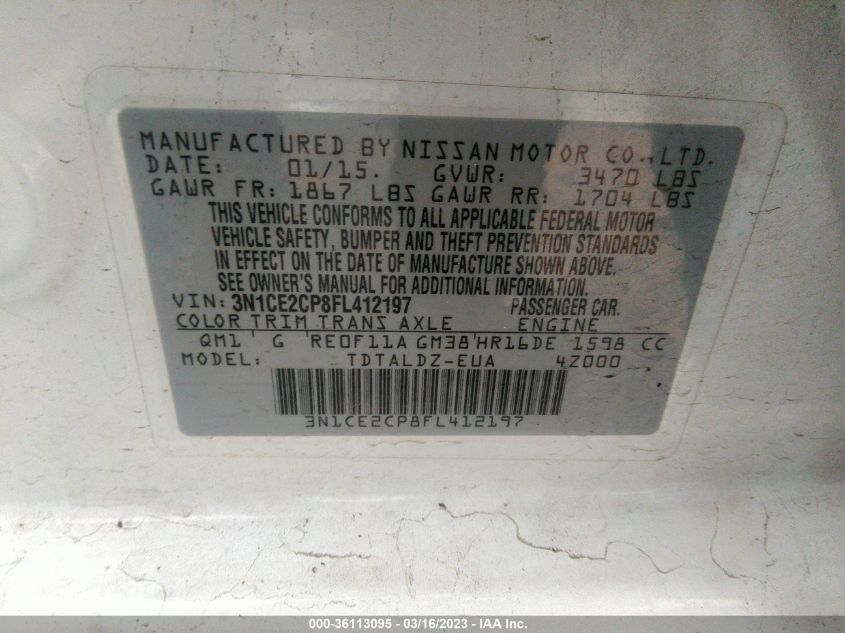 MANUFACTURED BY NISSAN MOTOR CO., LTD.
DATE: 01/15. GVWR: 3470 LBS
GAWR FR: 1867 LBS GAWR RR: 1704 LBS
THIS VEHICLE CONFORMS TO ALL APPLICABLE FEDERAL MOTOR
VEHICLE SAFETY, BUMPER AND THEFT PREVENTION STANDARDS
IN EFFECT ON THE DATE OF MANUFACTURE SHOWN ABOVE.
SEE OWNER'S MANUAL FOR ADDITIONAL INFORMATION.
VIN: 3N1CE2CP8FL412197 PASSENGER CAR.
COLOR TRIM TRANS AXLE ENGINE
QM1 G RE0F11A GM38 HR16DE 1598 CC
MODEL: TDTALDZ-EUA 4Z000
3N1CE2CP8FL412197
000-36113095 - 03/16/2023 - IAA Inc.